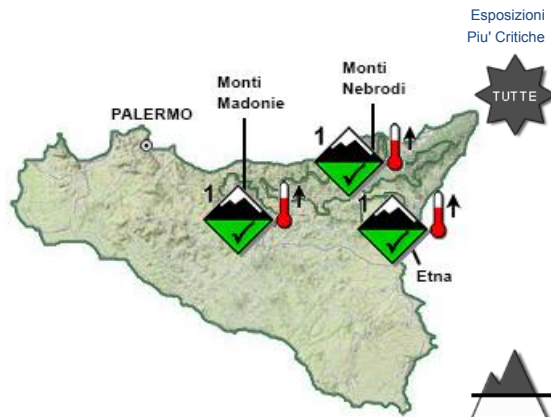 Esposizioni
Piu' Critiche
TUTTE
Monti
Madonie
Monti
Nebrodi
PALERMO
1
1
1
Etna